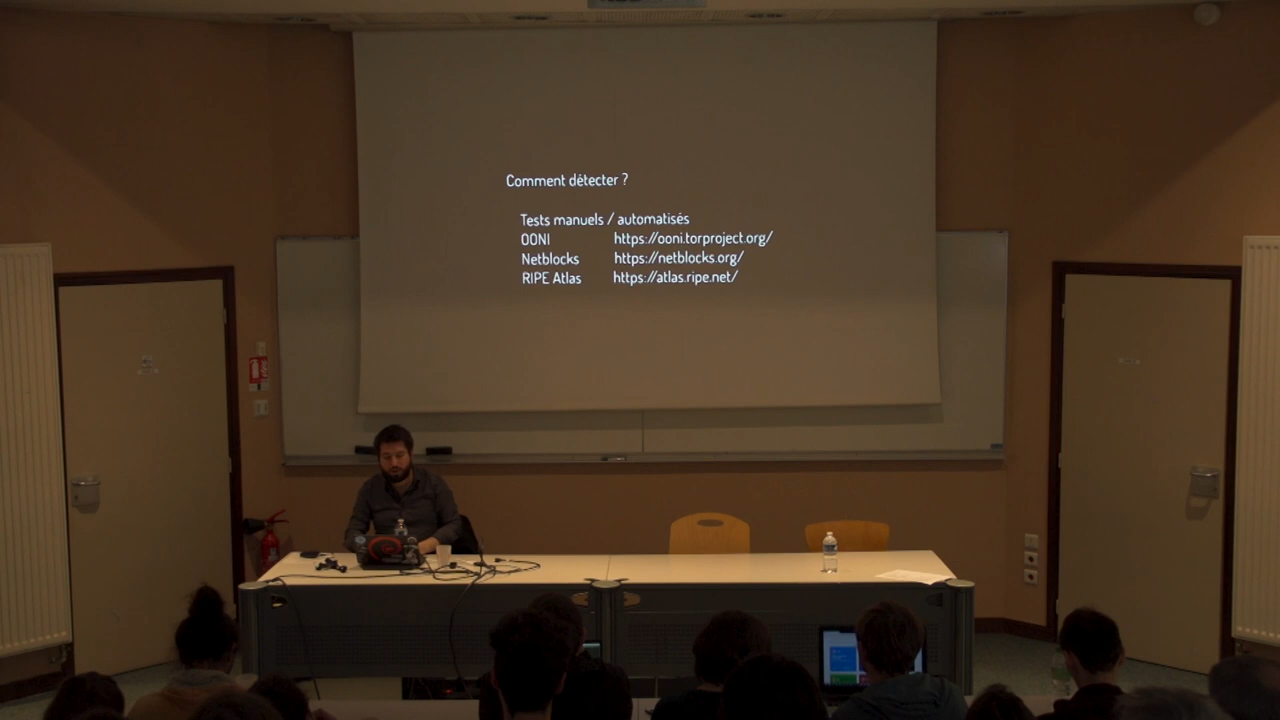 Comment détecter ?
Tests manuels / automatisés
OONI https://ooni.torproject.org/
Netblocks https://netblocks.org/
RIPE Atlas https://atlas.ripe.net/